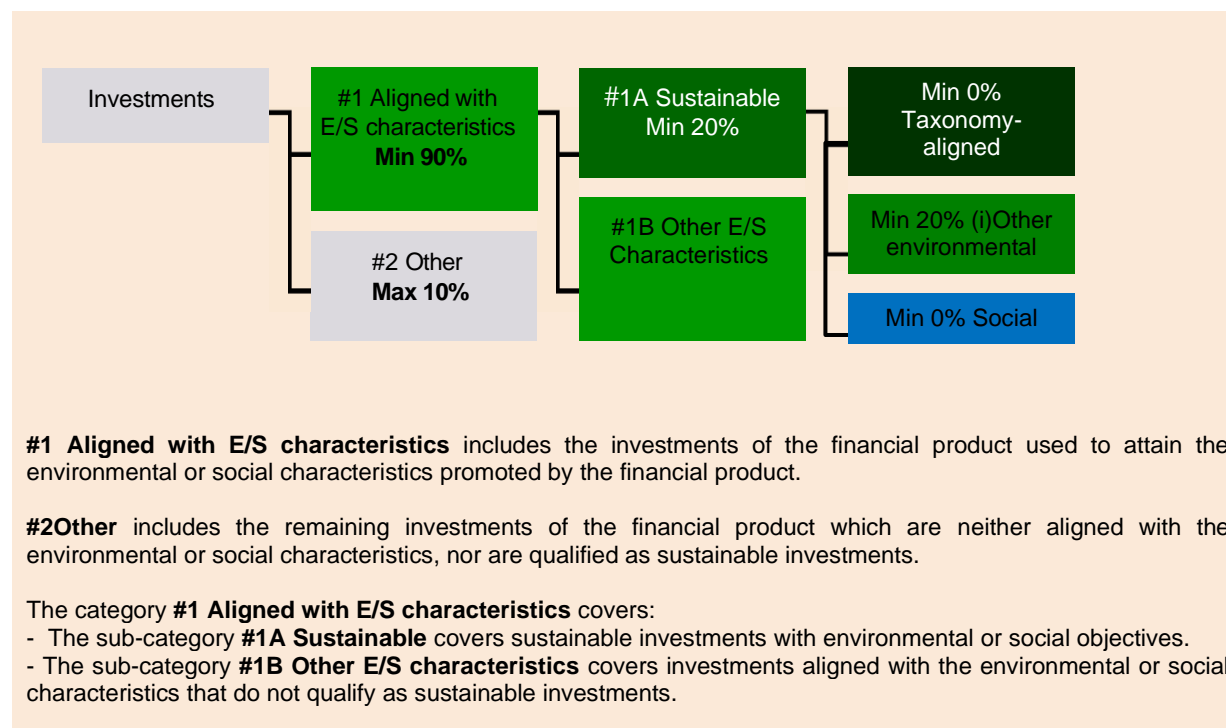 Investments
#1 Aligned with
E/S characteristics
Min 90%
#2 Other
Max 10%
#1A Sustainable
Min 20%
#1B Other E/S
Characteristics
Min 0%
Taxonomy-
aligned
Min 20% (i)Other
environmental
Min 0% Social
#1 Aligned with E/S characteristics includes the investments of the financial product used to attain the
environmental or social characteristics promoted by the financial product.
#2Other includes the remaining investments of the financial product which are neither aligned with the
environmental or social characteristics, nor are qualified as sustainable investments.
The category #1 Aligned with E/S characteristics covers:
- The sub-category #1A Sustainable covers sustainable investments with environmental or social objectives.
- The sub-category #1B Other E/S characteristics covers investments aligned with the environmental or social
characteristics that do not qualify as sustainable investments.